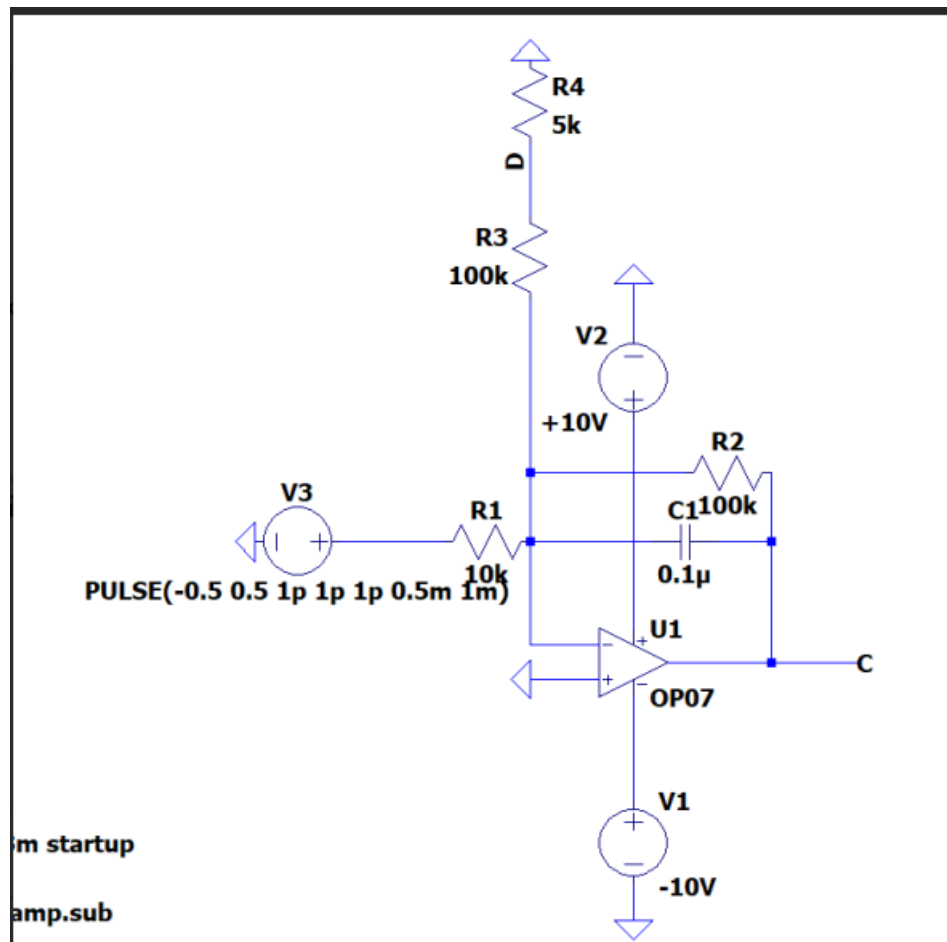 R4
5k
D
R3
100k
V2
+10V
R2
100k
V3
R1
C1
10k
0.1µ
PULSE(-0.5 0.5 1p 1p 1p 0.5m 1m)
U1
C
OP07
V1
-10V
startup
amp.sub